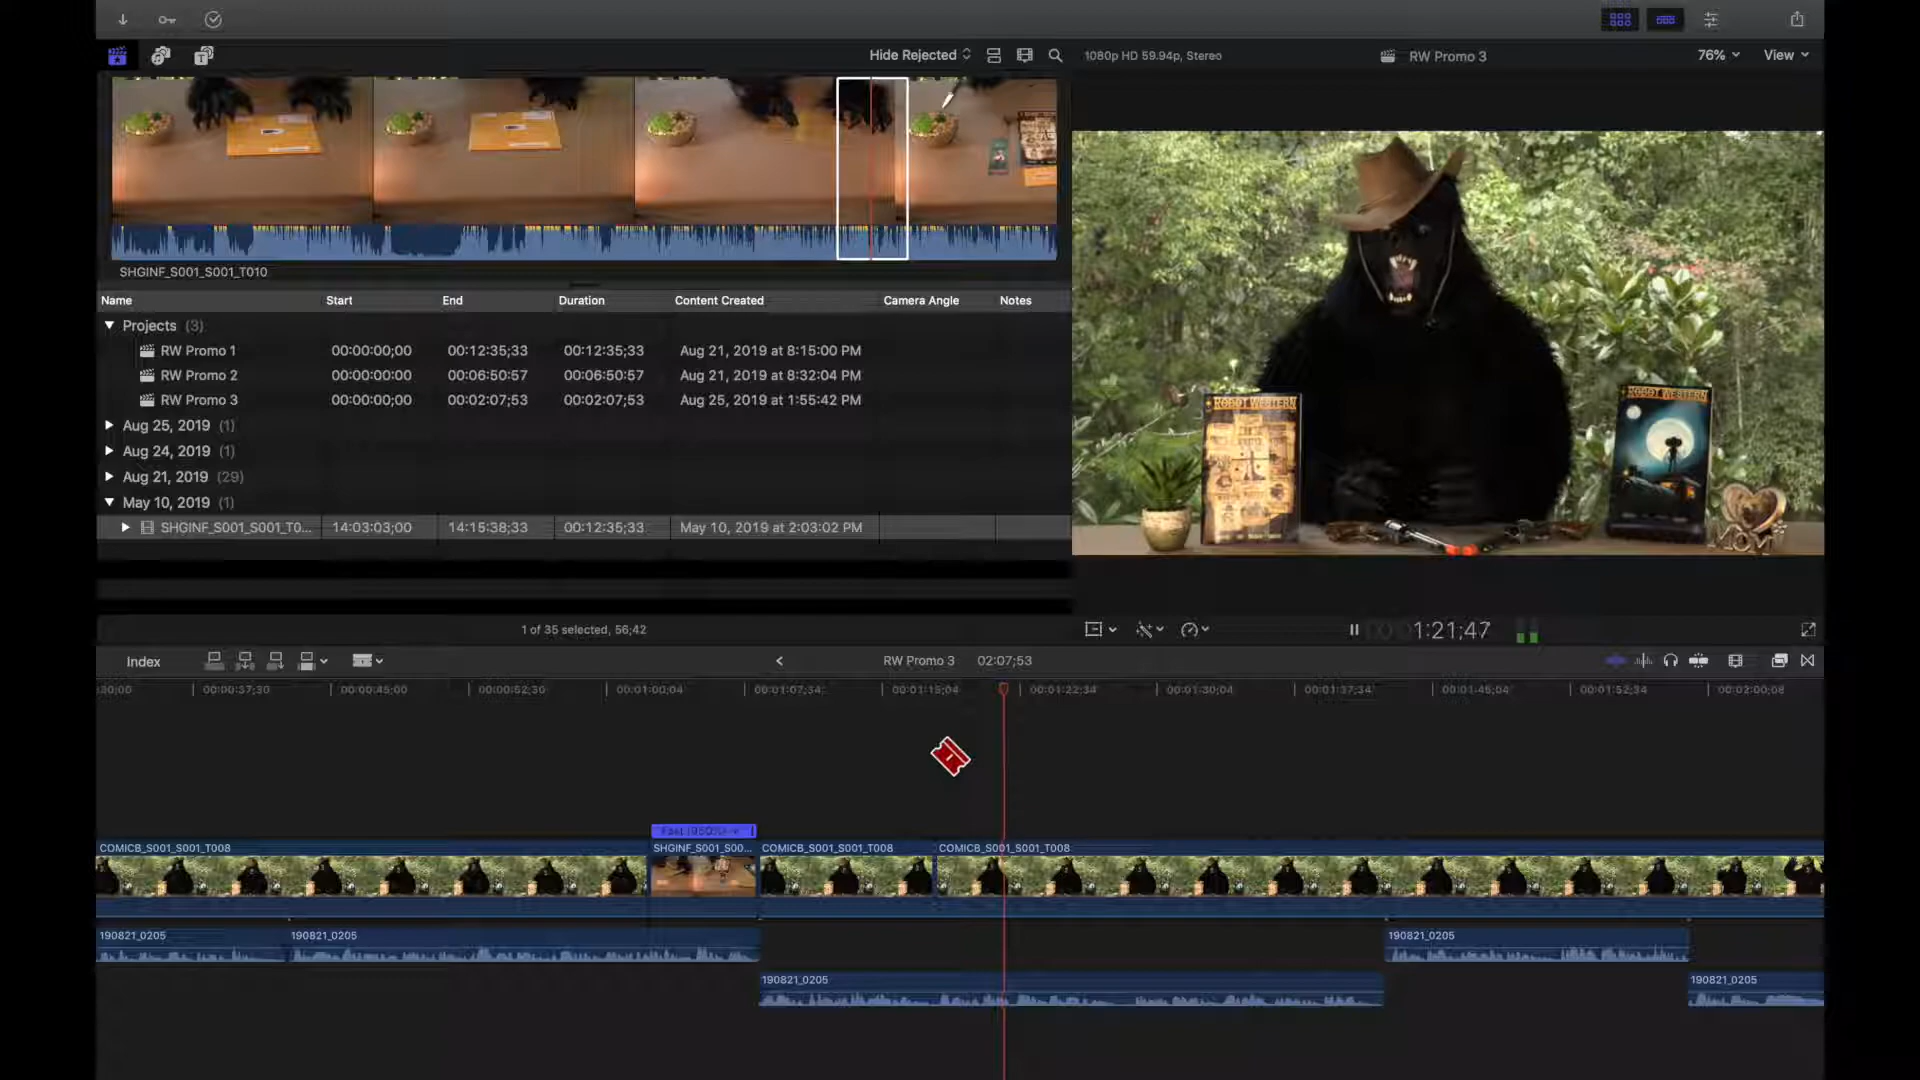 Hide Rejected
1080p HD 59.94p, Stereo
RW Promo 3
76%
View
SHGINF_S001_S001_T010
Name Start End Duration Content Created Camera Angle Notes
Projects (3)
RW Promo 1 00:00:00;00 00:12:35;33 00:12:35;33 Aug 21, 2019 at 8:15:00 PM
RW Promo 2 00:00:00:00 00:06:50:57 00:06:50:57 Aug 21, 2019 at 8:32:04 PM
RW Promo 3 00:00:00;00 00:02:07;53 00:02:07;53 Aug 25, 2019 at 1:55:42 PM
Aug 25, 2019 (1)
Aug 24, 2019 (1)
Aug 21, 2019 (29)
May 10, 2019 (1)
SHGINF_S001_S001_T0... 14:03:03;00 14:15:38;33 00:12:35;33 May 10, 2019 at 2:03:02 PM
ROBOT WESTERN
ROBOT WESTERN
MOM
1 of 35 selected, 56;42
1:21;47
Index
RW Promo 3
02:07;53
:30;00 00:00:37;30 00:00:45;00 00:00:52;30 00:01:00;04 00:01:07;34 00:01:15;04 00:01:22;34 00:01:30;04 00:01:37;34 00:01:45;04 00:01:52;34 00:02:00;08
COMICB_S001_S001_T008
SHGINF_S001_S00...
COMICB_S001_S001_T008
COMICB_S001_S001_T008
190821_0205
190821_0205
190821_0205
190821_0205
190821_0205